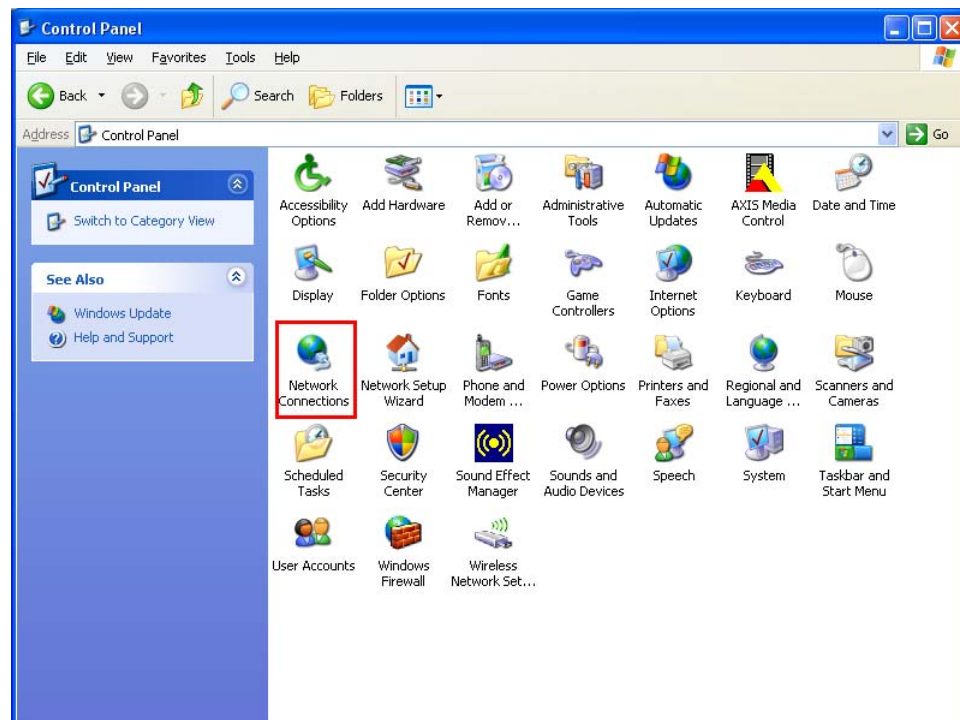 Control Panel
File Edit View Favorites Tools Help
Back Search Folders
Address Control Panel Go
Control Panel
Switch to Category View
See Also
Windows Update
Help and Support
Accessibility Options
Add Hardware
Add or Remov...
Administrative Tools
Automatic Updates
AXIS Media Control
Date and Time
Display
Folder Options
Fonts
Game Controllers
Internet Options
Keyboard
Mouse
Network Connections
Network Setup Wizard
Phone and Modem ...
Power Options
Printers and Faxes
Regional and Language ...
Scanners and Cameras
Scheduled Tasks
Security Center
Sound Effect Manager
Sounds and Audio Devices
Speech
System
Taskbar and Start Menu
User Accounts
Windows Firewall
Wireless Network Set...